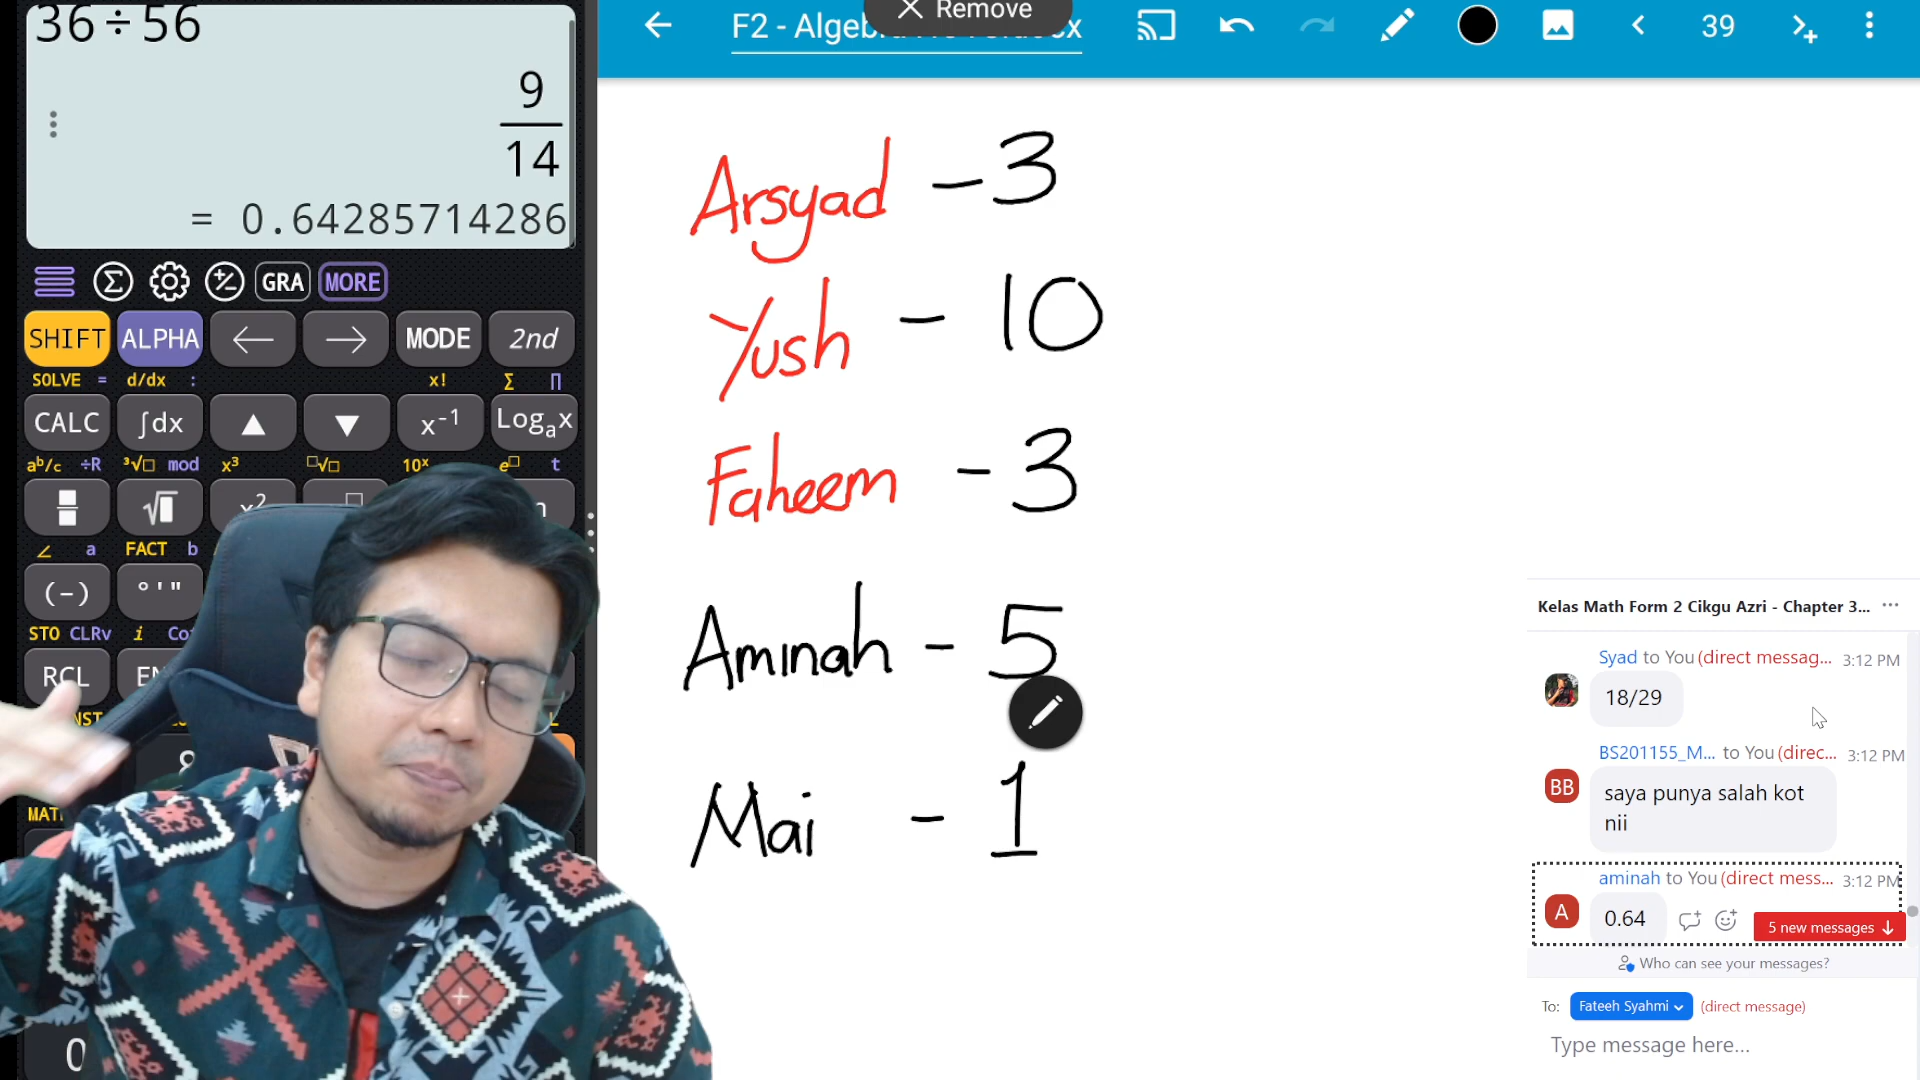 36÷56
9
14
= 0.64285714286
GRA
MORE
SHIFT
ALPHA
←
→
MODE
2nd
SOLVE =
d/dx :
x!
Σ
∏
CALC
∫dx
▲
▼
x⁻¹
Logₐx
aᵇ/c ÷R
³√□ mod
x³
□√□
10ˣ
e□
t
√
x²
∠ a
FACT b
(−)
°'"
STO CLRv
i
RCL
0
Remove
39
Arsyad - 3
Yush - 10
Faheem - 3
Aminah - 5
Mai - 1
Kelas Math Form 2 Cikgu Azri - Chapter 3...
Syad to You (direct messag... 3:12 PM
18/29
BS201155_M... to You (direc... 3:12 PM
BB
saya punya salah kot
nii
aminah to You (direct mess... 3:12 PM
A
0.64
5 new messages ↓
Who can see your messages?
To: Fateeh Syahmi (direct message)
Type message here...